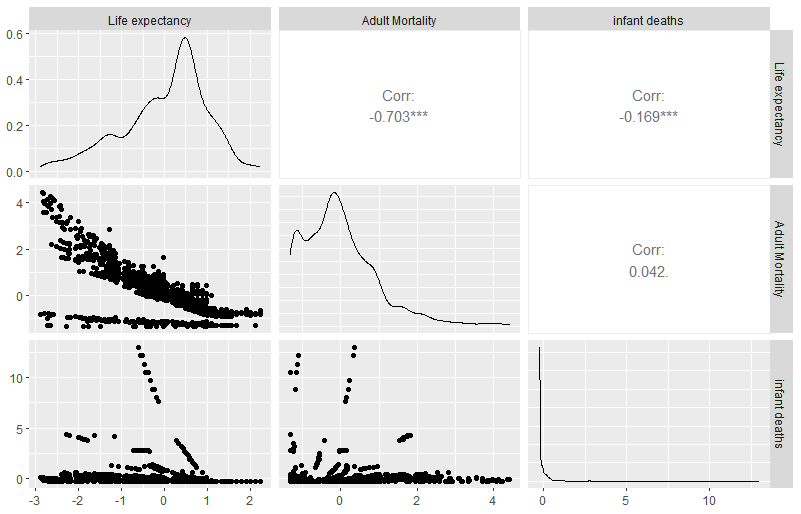 Life expectancy
Adult Mortality
infant deaths
0.6
0.4
0.2
0.0
Corr:
-0.703***
Corr:
-0.169***
Life expectancy
4
2
0
Corr:
0.042.
Adult Mortality
10
5
0
infant deaths
-3
-2
-1
0
1
2
0
2
4
0
5
10